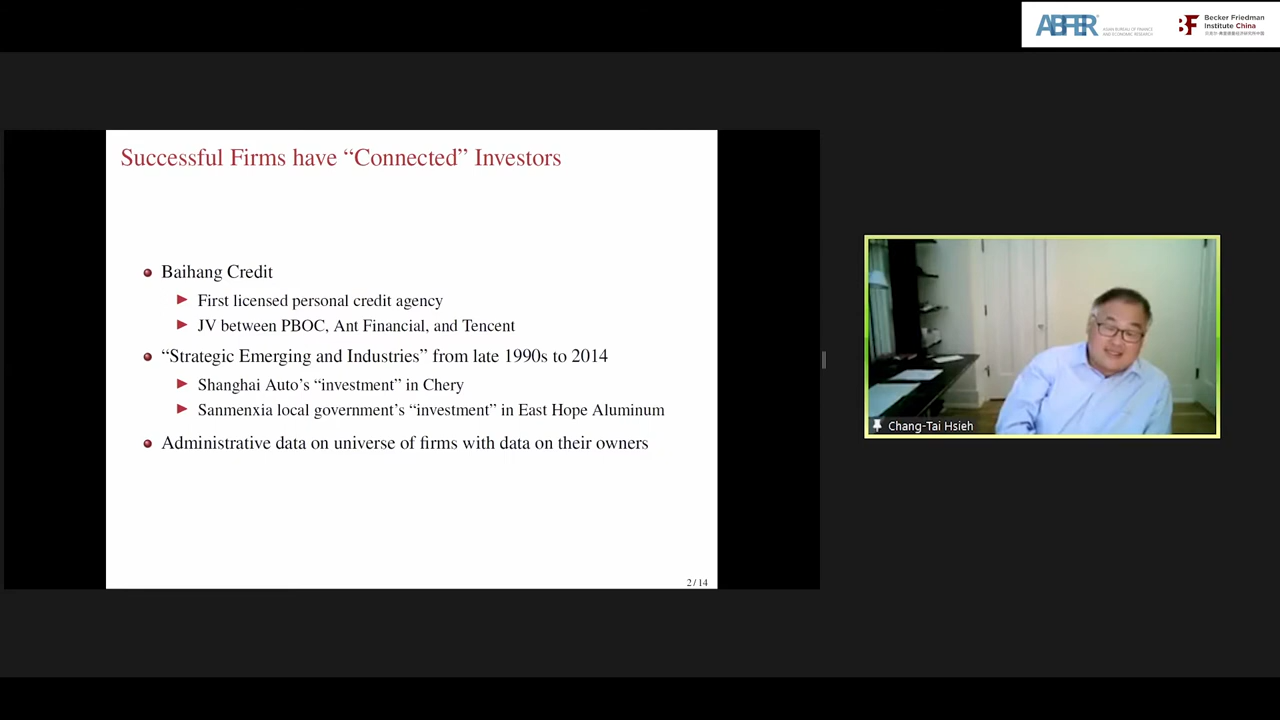 ABFER
ASIAN BUREAU OF FINANCE
AND ECONOMIC RESEARCH
BF
Becker Friedman
Institute China
Successful Firms have “Connected” Investors
Baihang Credit
First licensed personal credit agency
JV between PBOC, Ant Financial, and Tencent
“Strategic Emerging and Industries” from late 1990s to 2014
Shanghai Auto’s “investment” in Chery
Sanmenxia local government’s “investment” in East Hope Aluminum
Administrative data on universe of firms with data on their owners
2 / 14
Chang-Tai Hsieh